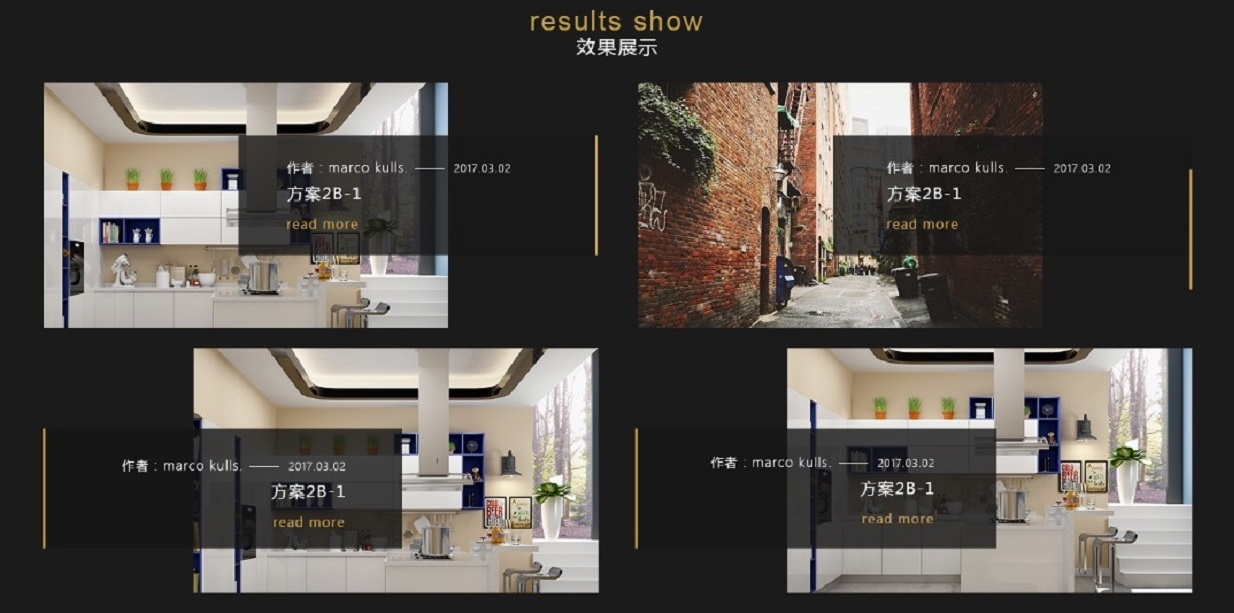 results show
效果展示
作者：marco kulls. —— 2017.03.02
方案2B-1
read more
作者：marco kulls. —— 2017.03.02
方案2B-1
read more
作者：marco kulls. —— 2017.03.02
方案2B-1
read more
作者：marco kulls. —— 2017.03.02
方案2B-1
read more